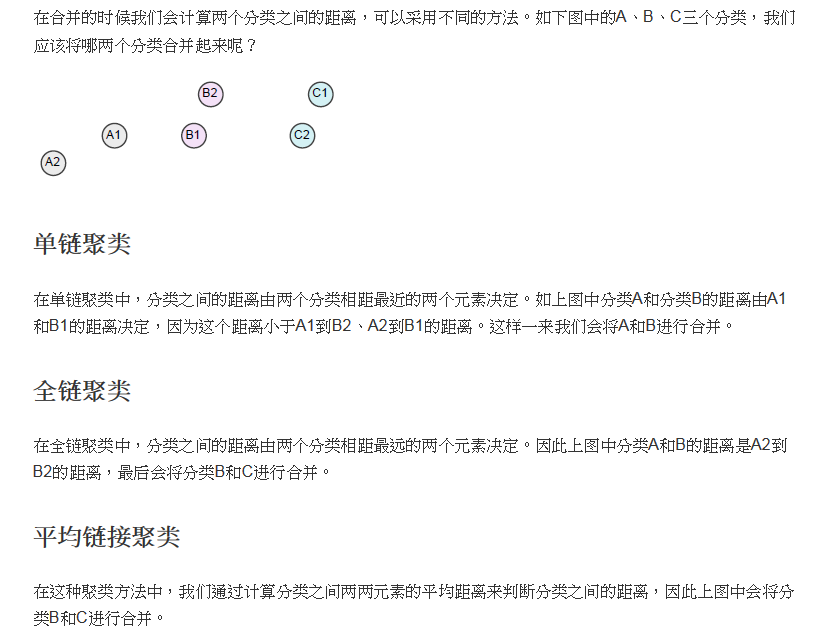 在合并的时候我们会计算两个分类之间的距离，可以采用不同的方法。如下图中的A、B、C三个分类，我们
应该将哪两个分类合并起来呢？
B2
C1
A1
B1
C2
A2
单链聚类
在单链聚类中，分类之间的距离由两个分类相距最近的两个元素决定。如上图中分类A和分类B的距离由A1
和B1的距离决定，因为这个距离小于A1到B2、A2到B1的距离。这样一来我们会将A和B进行合并。
全链聚类
在全链聚类中，分类之间的距离由两个分类相距最远的两个元素决定。因此上图中分类A和B的距离是A2到
B2的距离，最后会将分类B和C进行合并。
平均链接聚类
在这种聚类方法中，我们通过计算分类之间两两元素的平均距离来判断分类之间的距离，因此上图中会将分
类B和C进行合并。